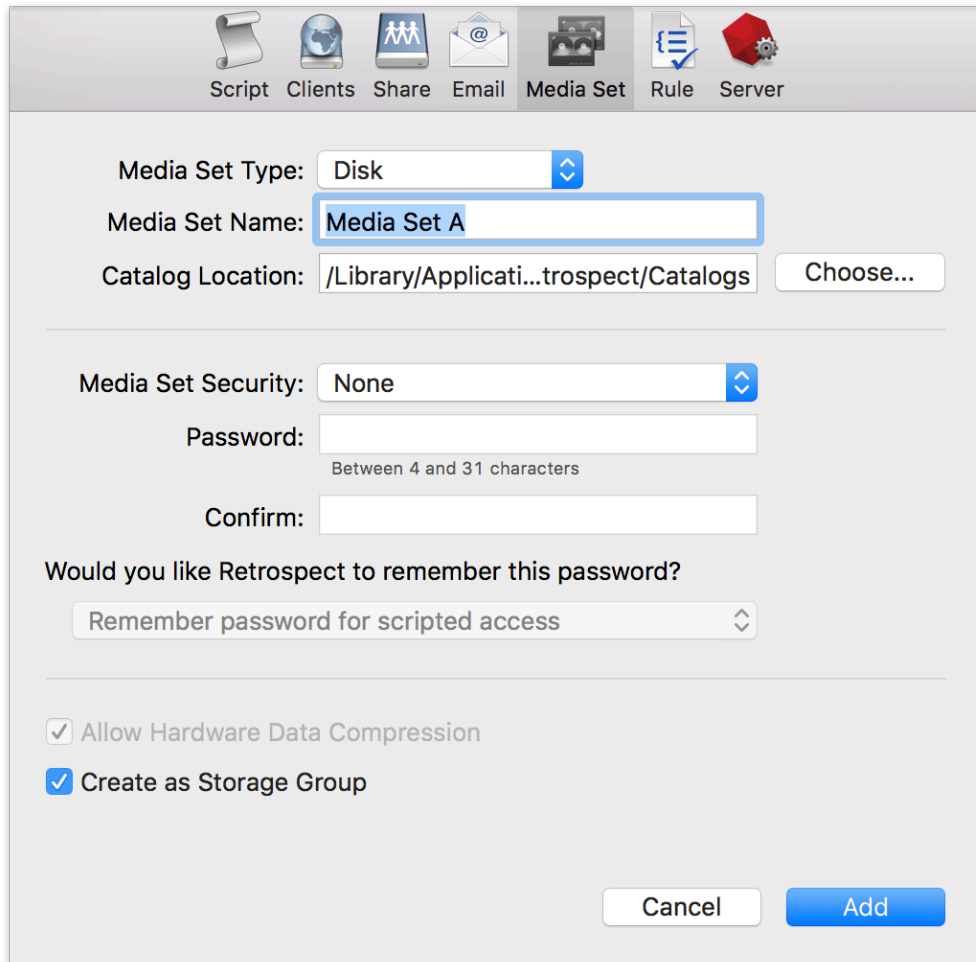 @
Script Clients Share Email Media Set Rule Server
Media Set Type: Disk
Media Set Name: Media Set A
Catalog Location: /Library/Applicati...trospect/Catalogs Choose...
Media Set Security: None
Password:
Between 4 and 31 characters
Confirm:
Would you like Retrospect to remember this password?
Remember password for scripted access
Allow Hardware Data Compression
Create as Storage Group
Cancel Add